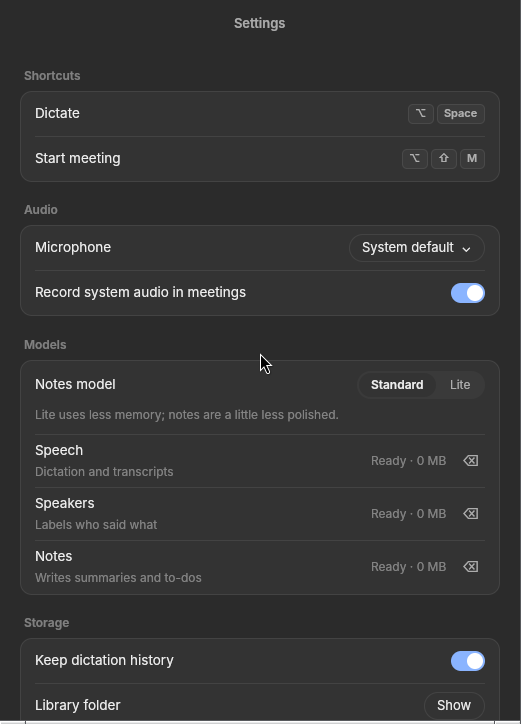 Settings
Shortcuts
Dictate ⌥ Space
Start meeting ⌥ ⇧ M
Audio
Microphone System default
Record system audio in meetings
Models
Notes model Standard Lite
Lite uses less memory; notes are a little less polished.
Speech
Ready · 0 MB
Dictation and transcripts
Speakers
Ready · 0 MB
Labels who said what
Notes
Ready · 0 MB
Writes summaries and to-dos
Storage
Keep dictation history
Library folder Show